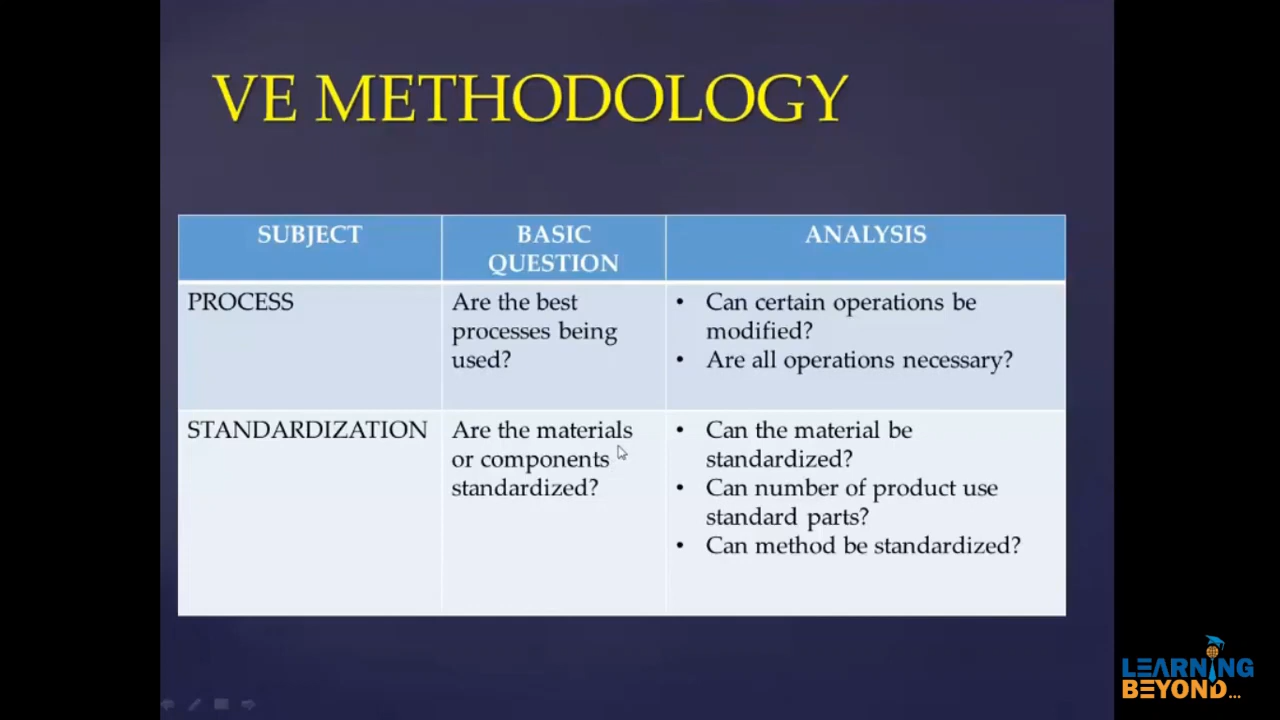 VE METHODOLOGY
SUBJECT
BASIC
QUESTION
ANALYSIS
PROCESS
Are the best
processes being
used?
• Can certain operations be
modified?
• Are all operations necessary?
STANDARDIZATION
Are the materials
or components
standardized?
• Can the material be
standardized?
• Can number of product use
standard parts?
• Can method be standardized?
LEARNING
BEYOND...